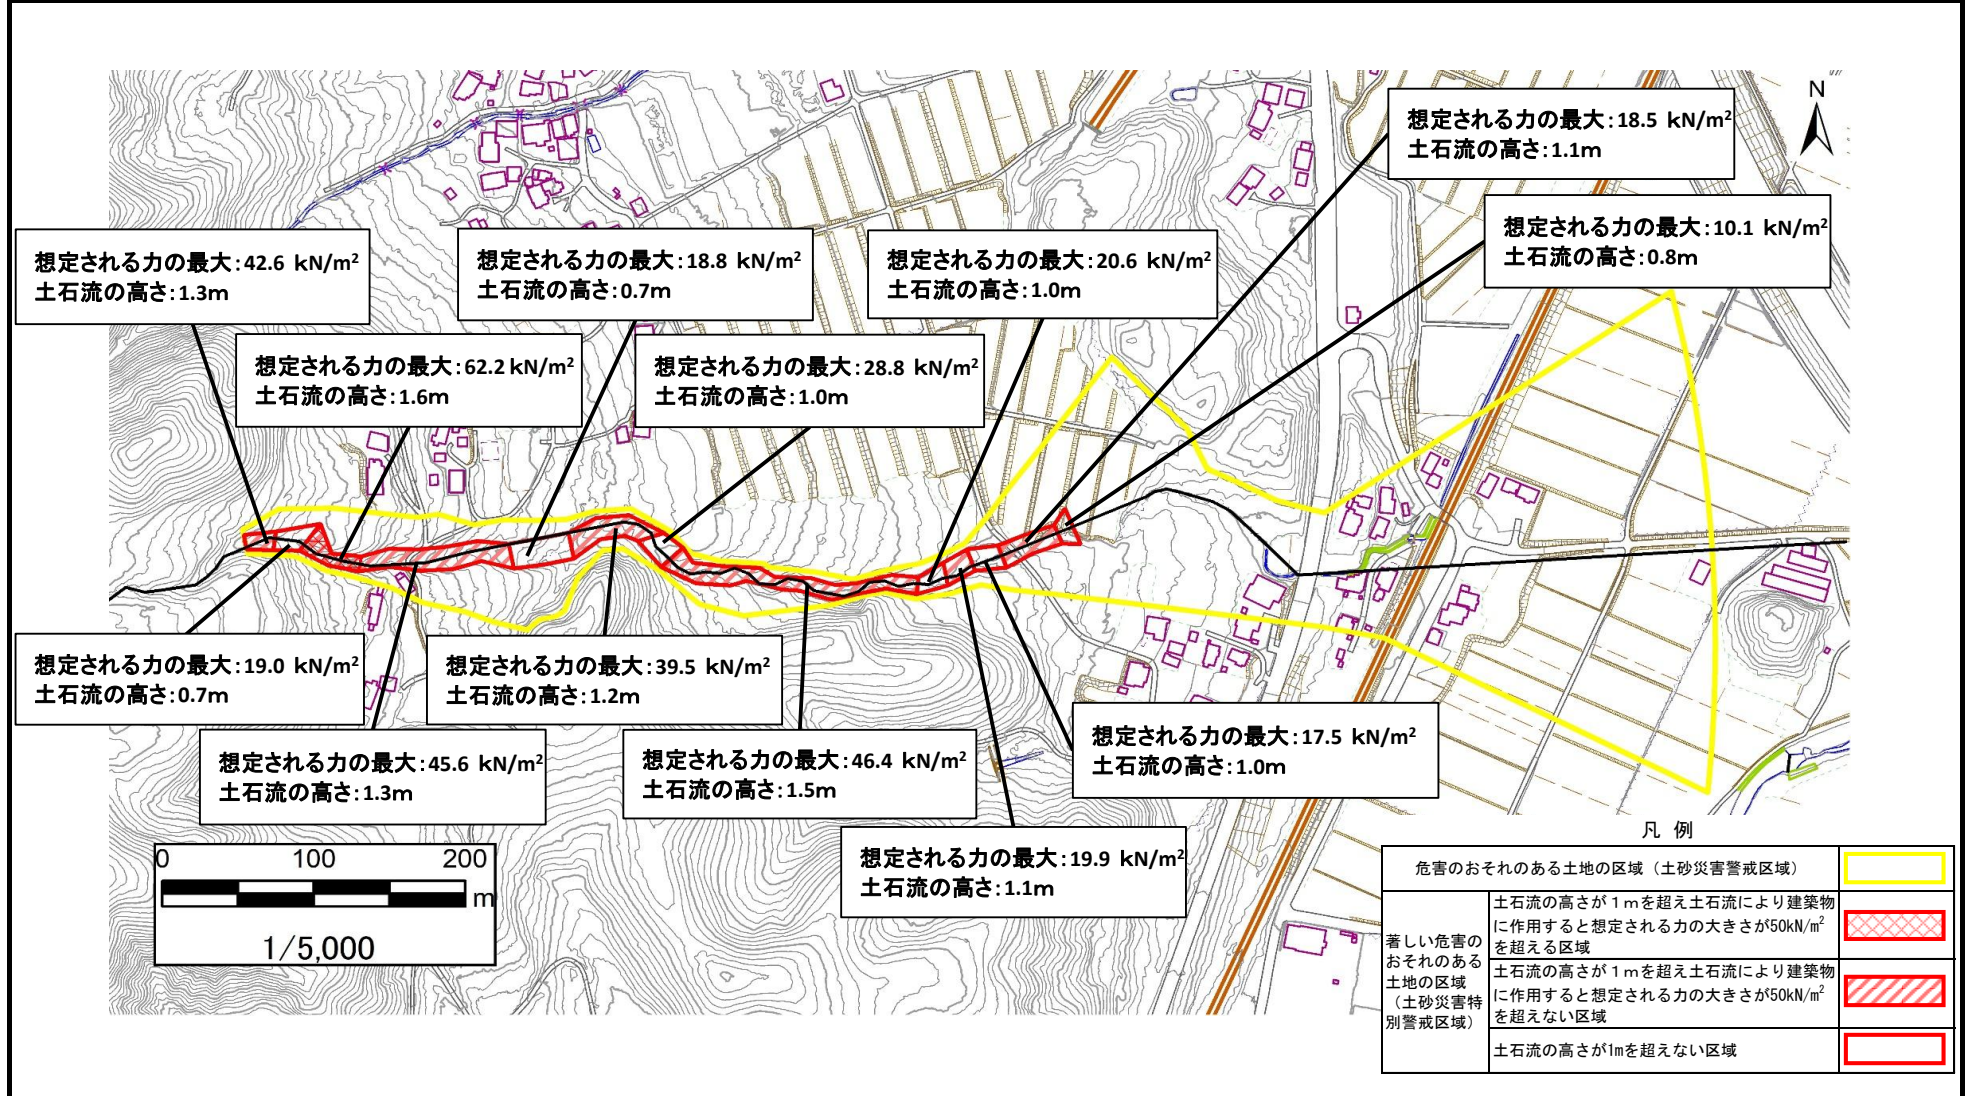 N
想定される力の最大:18.5 kN/m²
土石流の高さ:1.1m
想定される力の最大:10.1 kN/m²
土石流の高さ:0.8m
想定される力の最大:42.6 kN/m²
土石流の高さ:1.3m
想定される力の最大:18.8 kN/m²
土石流の高さ:0.7m
想定される力の最大:20.6 kN/m²
土石流の高さ:1.0m
想定される力の最大:62.2 kN/m²
土石流の高さ:1.6m
想定される力の最大:28.8 kN/m²
土石流の高さ:1.0m
想定される力の最大:19.0 kN/m²
土石流の高さ:0.7m
想定される力の最大:39.5 kN/m²
土石流の高さ:1.2m
想定される力の最大:45.6 kN/m²
土石流の高さ:1.3m
想定される力の最大:46.4 kN/m²
土石流の高さ:1.5m
想定される力の最大:17.5 kN/m²
土石流の高さ:1.0m
想定される力の最大:19.9 kN/m²
土石流の高さ:1.1m
0 100 200
m
1/5,000
凡 例
危害のおそれのある土地の区域（土砂災害警戒区域）
著しい危害の
おそれのある
土地の区域
（土砂災害特
別警戒区域）
土石流の高さが１ｍを超え土石流により建築物
に作用すると想定される力の大きさが50kN/㎡
を超える区域
土石流の高さが１ｍを超え土石流により建築物
に作用すると想定される力の大きさが50kN/㎡
を超えない区域
土石流の高さが1mを超えない区域